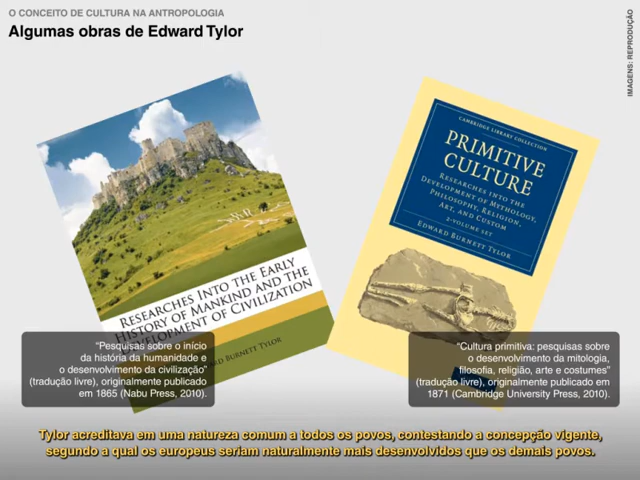 O CONCEITO DE CULTURA NA ANTROPOLOGIA
Algumas obras de Edward Tylor
IMAGENS: REPRODUÇÃO
RESEARCHES INTO THE EARLY
HISTORY OF MANKIND AND THE
DEVELOPMENT OF CIVILIZATION
BURNETT TYLOR
CAMBRIDGE LIBRARY COLLECTION
PRIMITIVE
CULTURE
RESEARCHES INTO THE
DEVELOPMENT OF MYTHOLOGY,
PHILOSOPHY, RELIGION,
ART, AND CUSTOM
2-VOLUME SET
EDWARD BURNETT TYLOR
“Pesquisas sobre o início
da história da humanidade e
o desenvolvimento da civilização”
(tradução livre), originalmente publicado
em 1865 (Nabu Press, 2010).
“Cultura primitiva: pesquisas sobre
o desenvolvimento da mitologia,
filosofia, religião, arte e costumes”
(tradução livre), originalmente publicado em
1871 (Cambridge University Press, 2010).
Tylor acreditava em uma natureza comum a todos os povos, contestando a concepção vigente,
segundo a qual os europeus seriam naturalmente mais desenvolvidos que os demais povos.